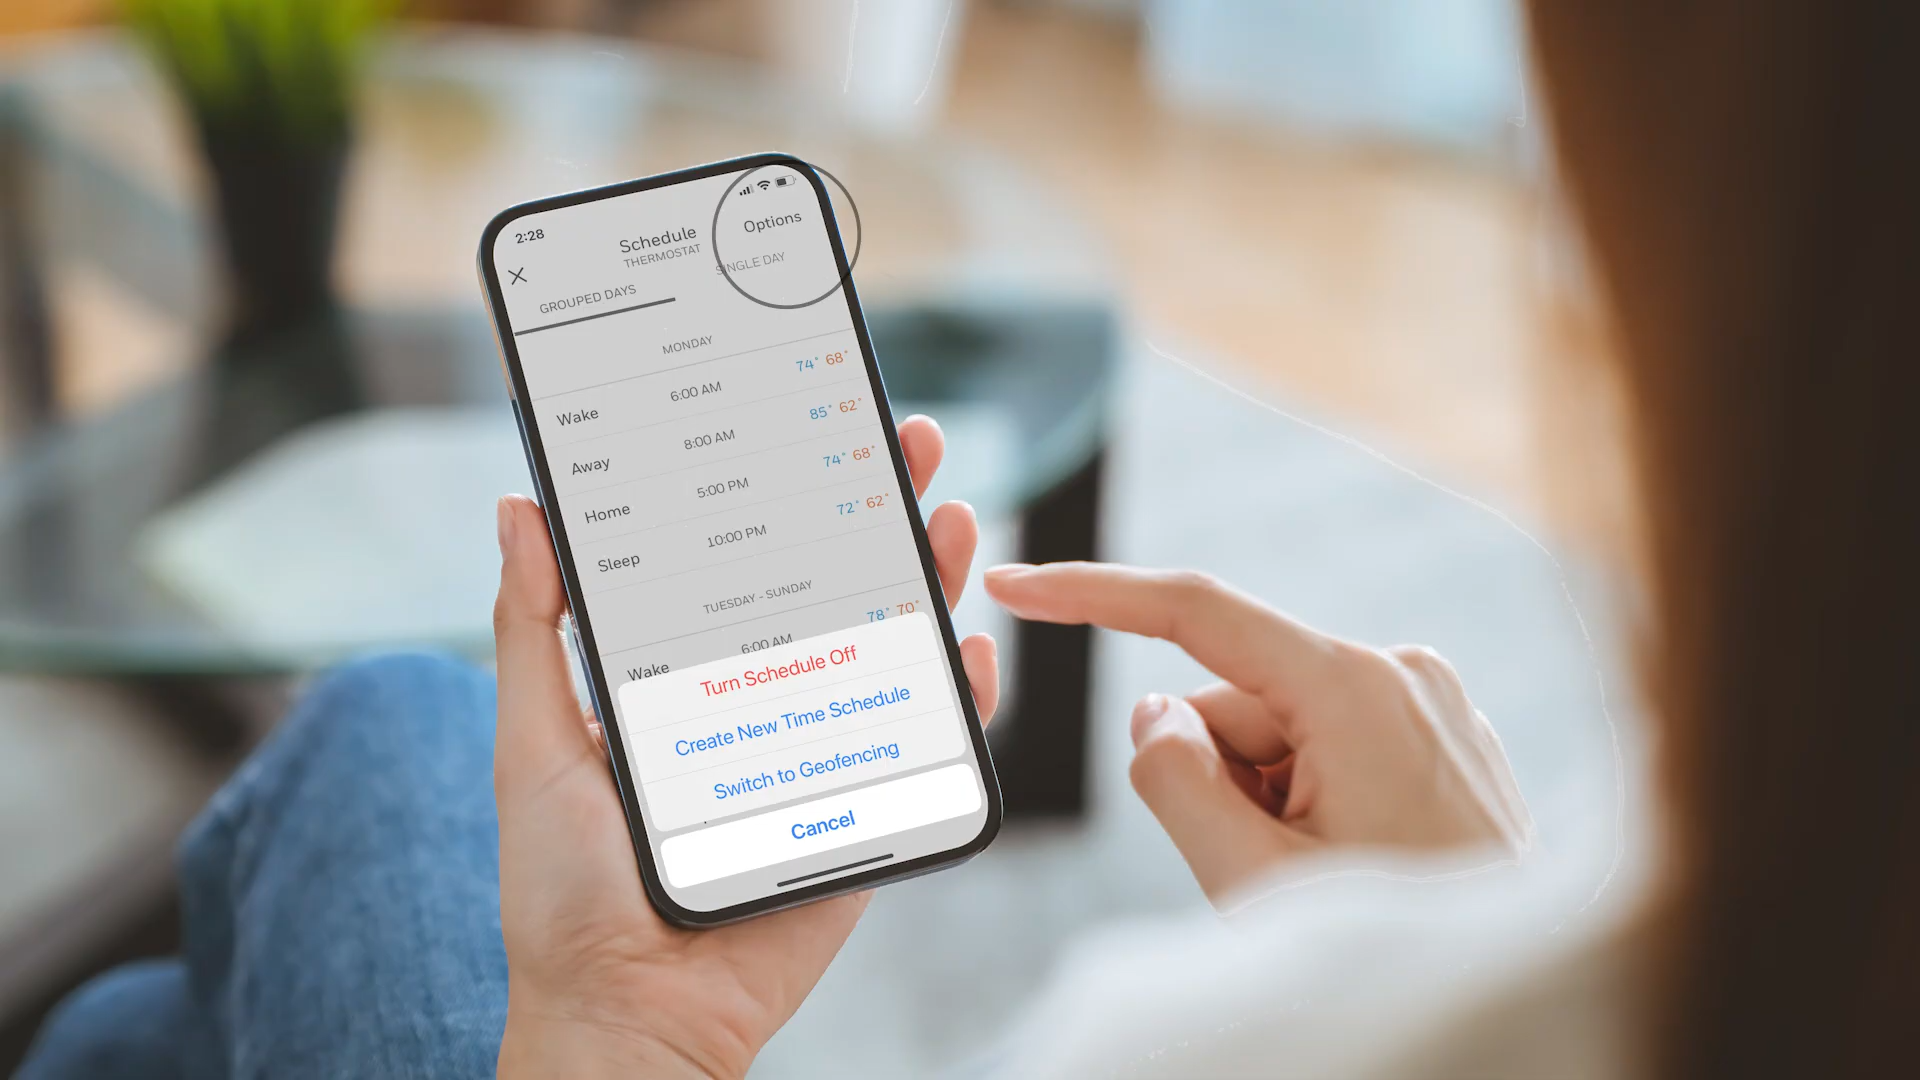 2:28
Schedule
Options
THERMOSTAT
GROUPED DAYS
SINGLE DAY
MONDAY
Wake 6:00 AM 74° 68°
Away 8:00 AM 85° 62°
Home 5:00 PM 74° 68°
Sleep 10:00 PM 72° 62°
TUESDAY - SUNDAY
Wake 6:00 AM 78° 70°
Turn Schedule Off
Create New Time Schedule
Switch to Geofencing
Cancel